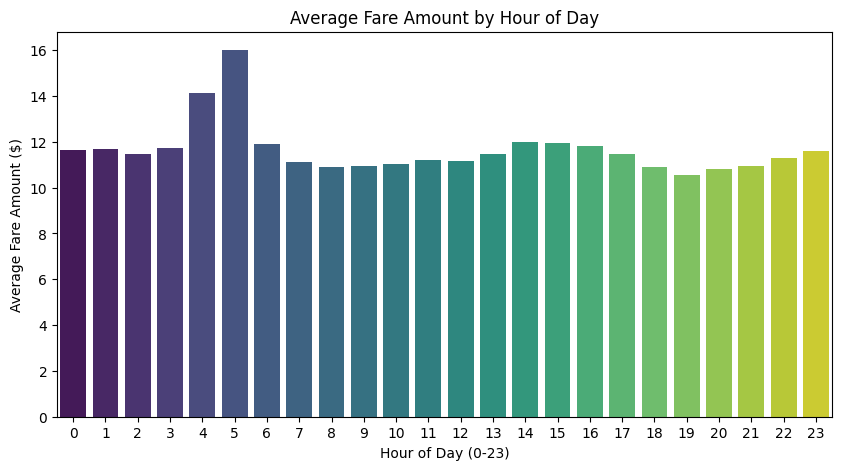 Average Fare Amount by Hour of Day
Average Fare Amount ($)
16
14
12
10
8
6
4
2
0
0 1 2 3 4 5 6 7 8 9 10 11 12 13 14 15 16 17 18 19 20 21 22 23
Hour of Day (0-23)